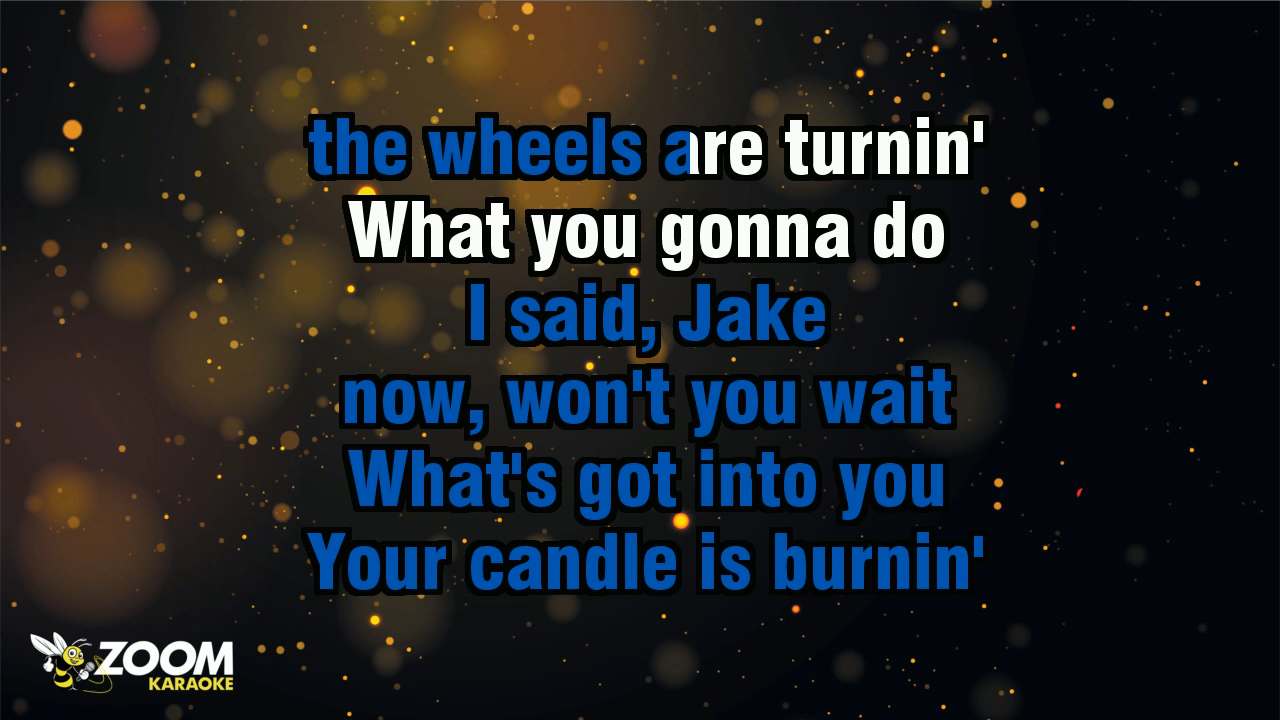 the wheels are turnin'
What you gonna do
I said, Jake
now, won't you wait
What's got into you
Your candle is burnin'
ZOOM
KARAOKE